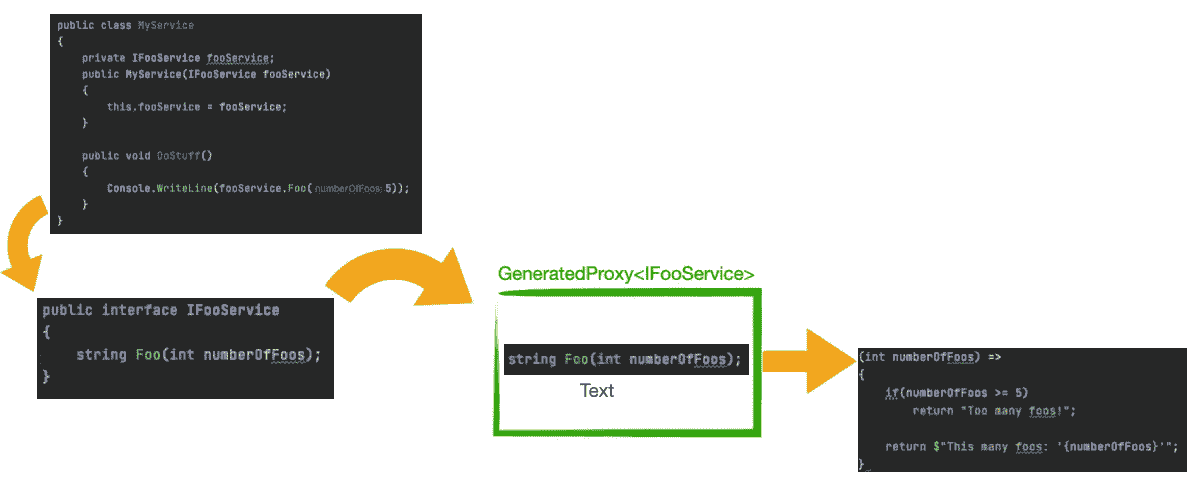 public class MyService
{
    private IFooService fooService;
    public MyService(IFooService fooService)
    {
        this.fooService = fooService;
    }

    public void DoStuff()
    {
        Console.WriteLine(fooService.Foo( numberOfFoos: 5));
    }
}
public interface IFooService
{
    string Foo(int numberOfFoos);
}
GeneratedProxy<IFooService>
string Foo(int numberOfFoos);
Text
(int numberOfFoos) =>
{
    if(numberOfFoos >= 5)
        return "Too many foos!";

    return $"This many foos: '{numberOfFoos}'";
}